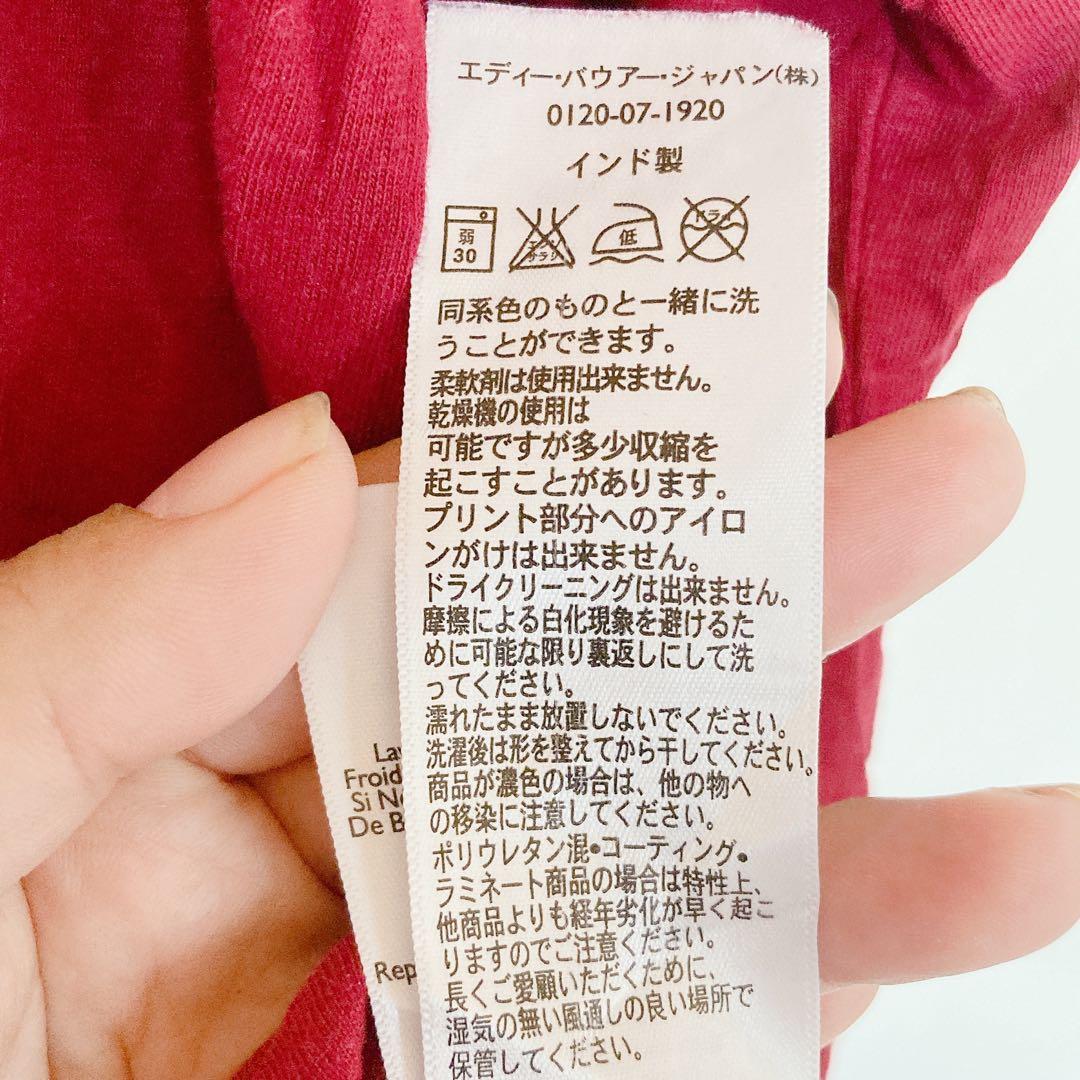 エディー・バウアー・ジャパン(株)
0120-07-1920
インド製
弱 エンソ 低 ドライ
30 サラシ
同系色のものと一緒に洗
うことができます。
柔軟剤は使用出来ません。
乾燥機の使用は
可能ですが多少収縮を
起こすことがあります。
プリント部分へのアイロ
ンがけは出来ません。
ドライクリーニングは出来ません。
摩擦による白化現象を避けるた
めに可能な限り裏返しにして洗
ってください。
濡れたまま放置しないでください。
洗濯後は形を整えてから干してください。
商品が濃色の場合は、他の物へ
の移染に注意してください。
ポリウレタン混・コーティング・
ラミネート商品の場合は特性上、
他商品よりも経年劣化が早く起こ
りますのでご注意ください。
長くご愛顧いただくために、
湿気の無い風通しの良い場所で
保管してください。
Lav
Froid
Si No
De B
Rep